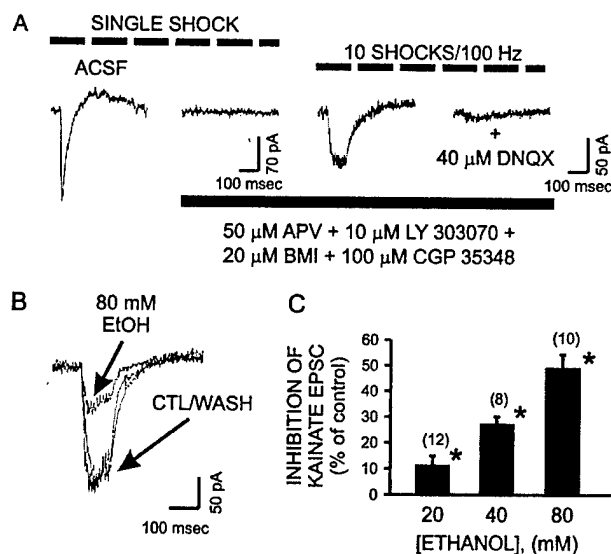 A
SINGLE SHOCK
10 SHOCKS/100 Hz
ACSF
+
40 µM DNQX
70 pA
100 msec
100 msec
50 pA
100 msec
50 µM APV + 10 µM LY 303070 +
20 µM BMI + 100 µM CGP 35348
B
80 mM
EtOH
CTL/WASH
50 pA
100 msec
C
INHIBITION OF
KAINATE EPSC
(% of control)
60
50
40
30
20
10
0
(12) *
(8) *
(10) *
20 40 80
[ETHANOL], (mM)